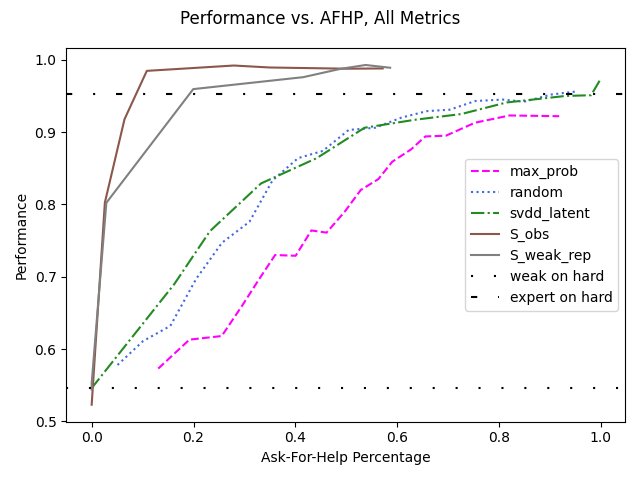 Performance vs. AFHP, All Metrics
Performance
1.0
0.9
0.8
0.7
0.6
0.5
max_prob
random
svdd_latent
S_obs
S_weak_rep
weak on hard
expert on hard
0.0 0.2 0.4 0.6 0.8 1.0
Ask-For-Help Percentage